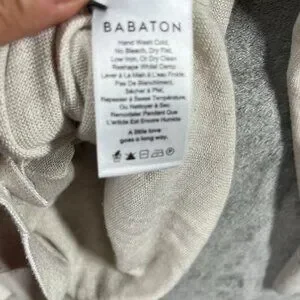 BABATON
Hand Wash Cold,
No Bleach, Dry Flat,
Low Iron, Or Dry Clean
Reshape Whilst Damp.
Laver À La Main À L'eau Froide,
Pas De Blanchiment,
Sécher À Plat,
Repasser À Basse Température,
Ou Nettoyer À Sec.
Remodeler Pendant Que
L'article Est Encore Humide
A little love
goes a long way.